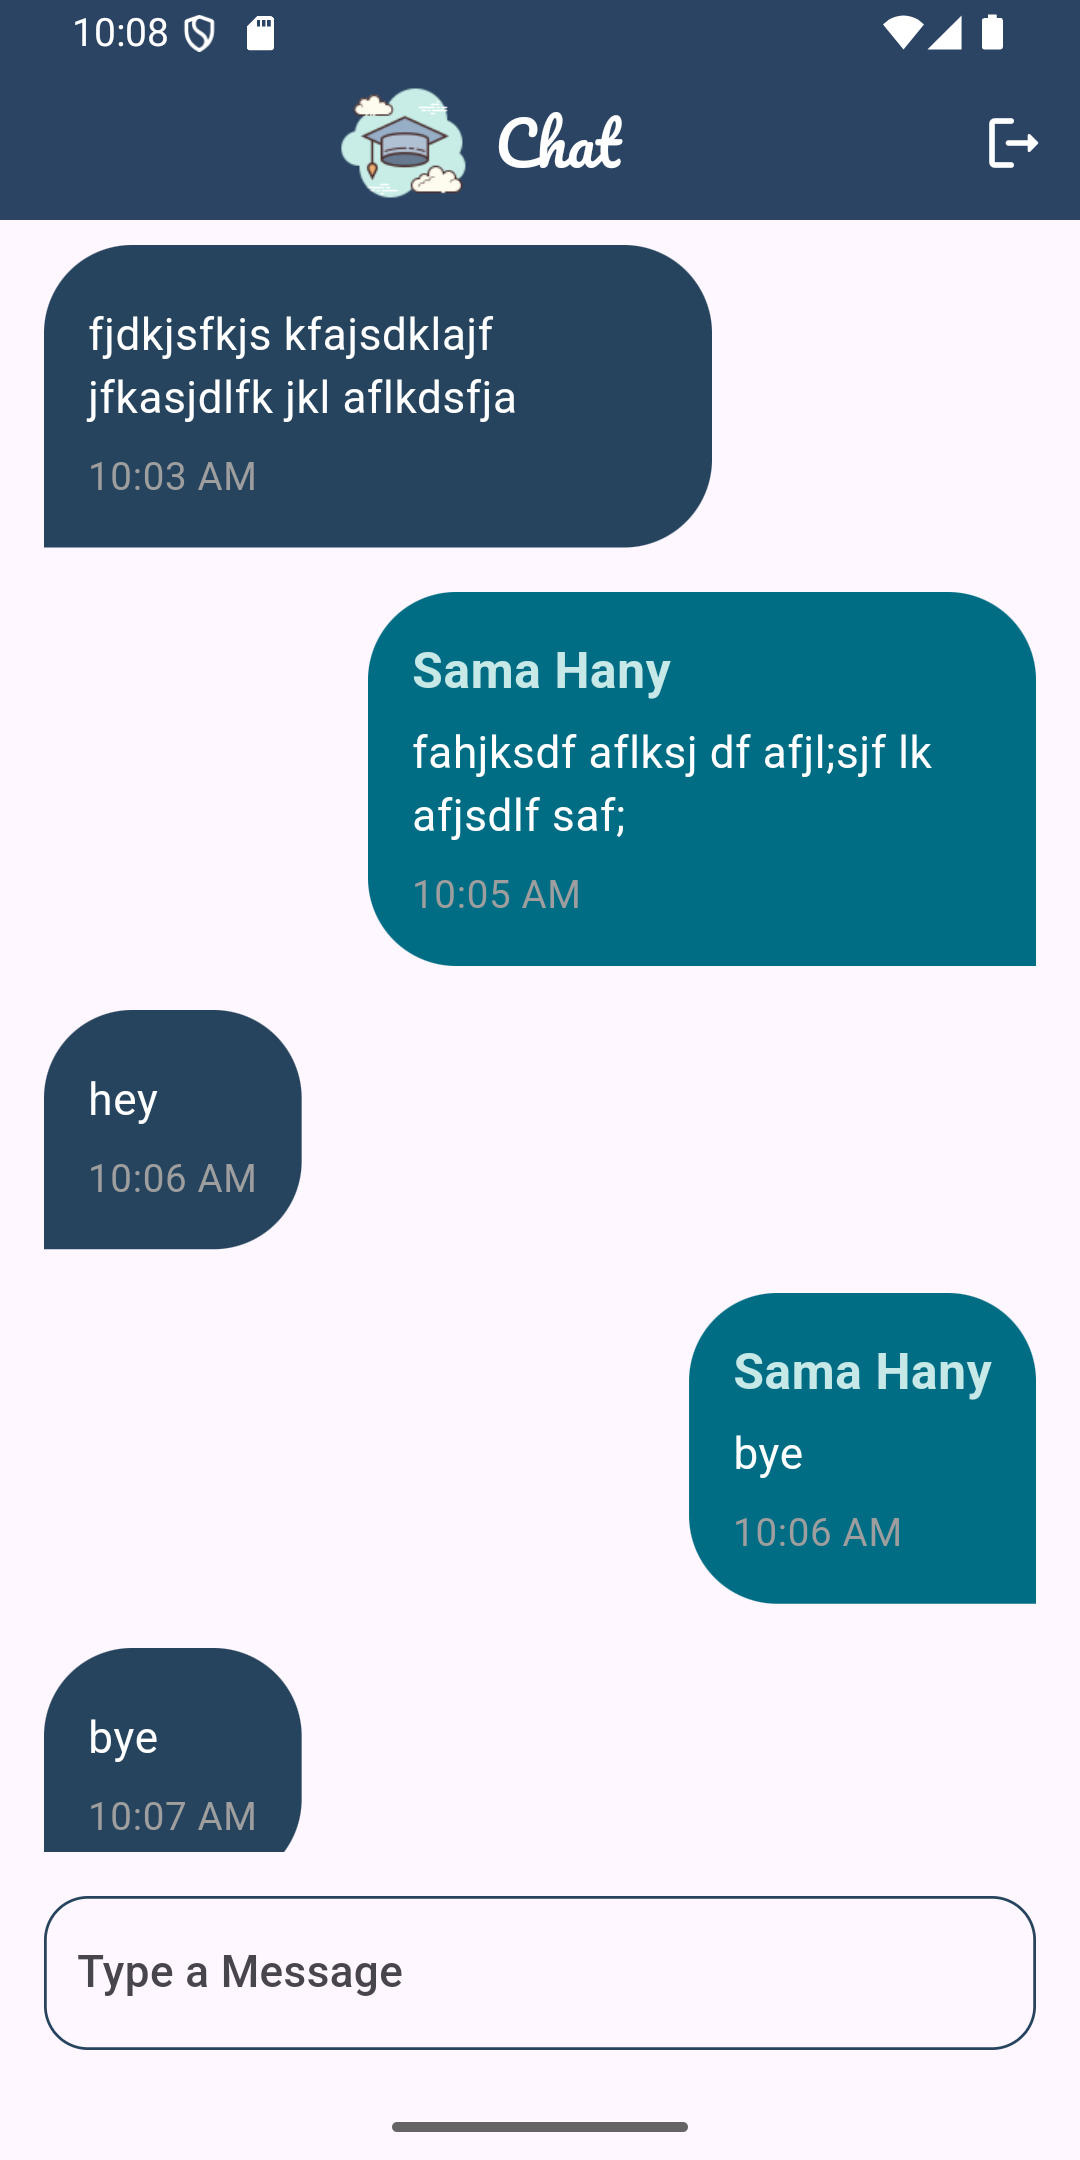 10:08
Chat
fjdkjsfkjs kfajsdklajf
jfkasjdlfk jkl aflkdsfja
10:03 AM
Sama Hany
fahjksdf aflksj df afjl;sjf lk
afjsdlf saf;
10:05 AM
hey
10:06 AM
Sama Hany
bye
10:06 AM
bye
10:07 AM
Type a Message